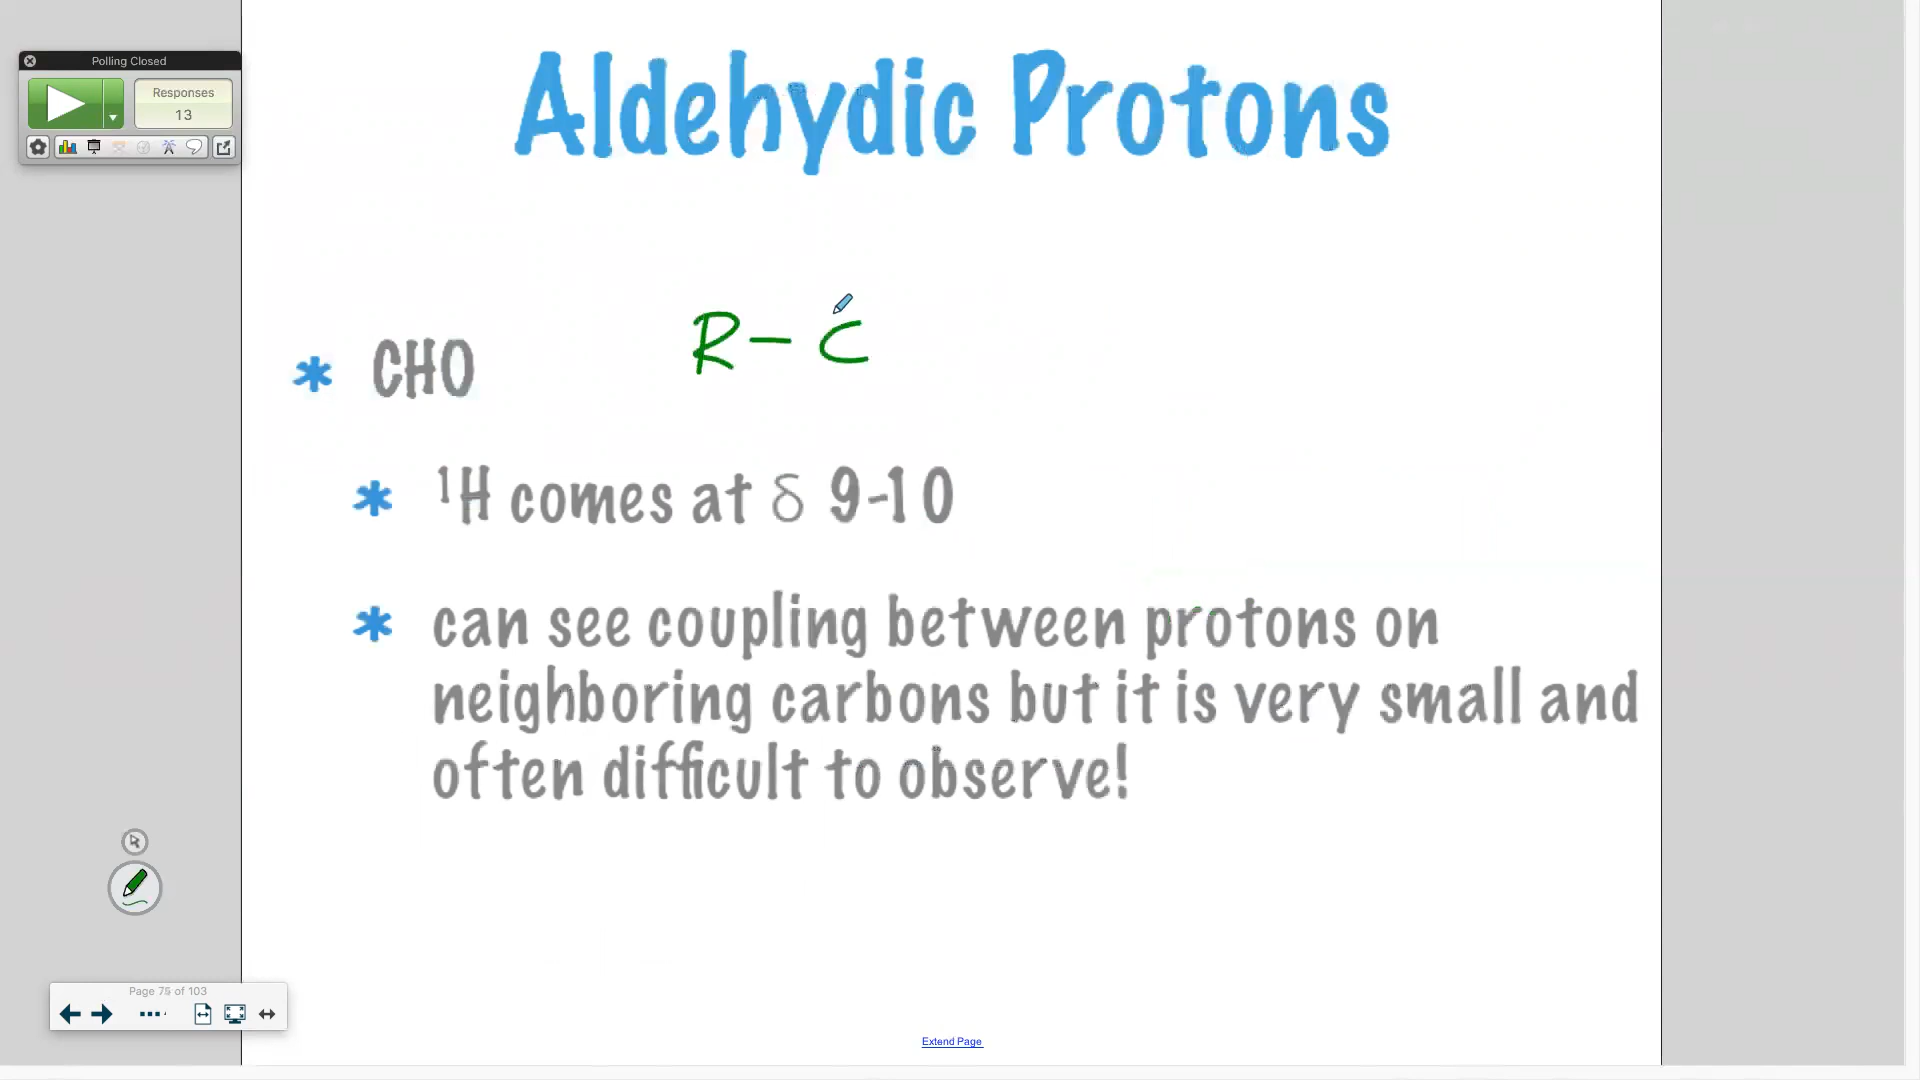 Polling Closed
Responses
13
Aldehydic Protons
R - C
* CHO
* ¹H comes at δ 9-10
* can see coupling between protons on
neighboring carbons but it is very small and
often difficult to observe!
Page 75 of 103
Extend Page